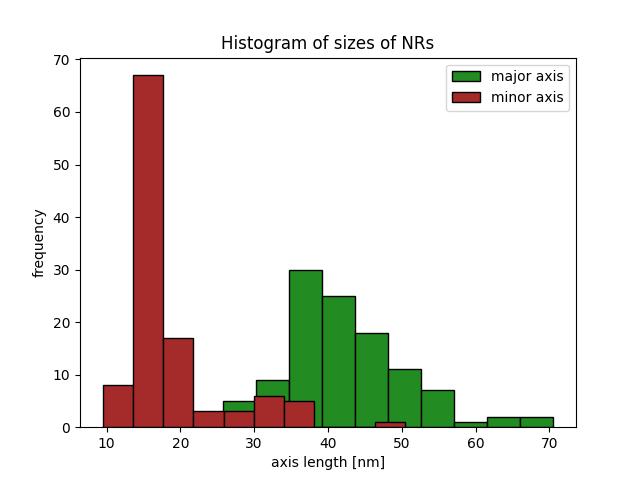 Histogram of sizes of NRs
major axis
minor axis
frequency
70
60
50
40
30
20
10
0
10 20 30 40 50 60 70
axis length [nm]